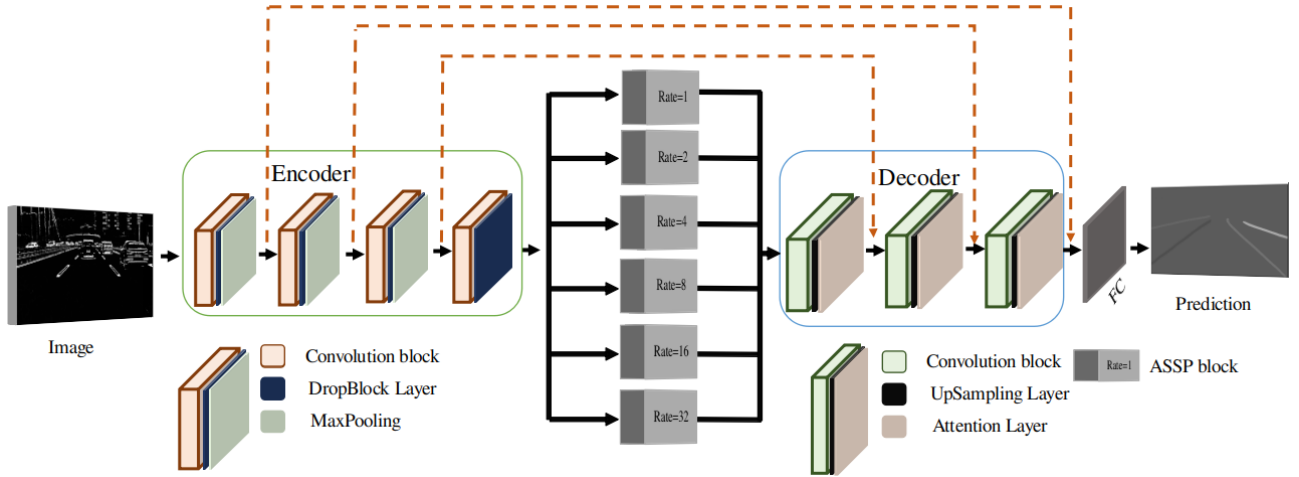 Encoder
Decoder
Rate=1
Rate=2
Rate=4
Rate=8
Rate=16
Rate=32
Image
FC
Prediction
Convolution block
DropBlock Layer
MaxPooling
Convolution block
UpSampling Layer
Attention Layer
Rate=1
ASSP block